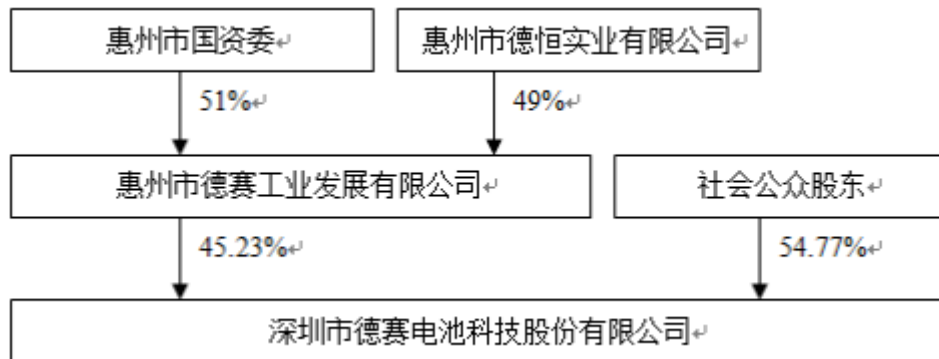 惠州市国资委
惠州市德恒实业有限公司
51%
49%
惠州市德赛工业发展有限公司
社会公众股东
45.23%
54.77%
深圳市德赛电池科技股份有限公司